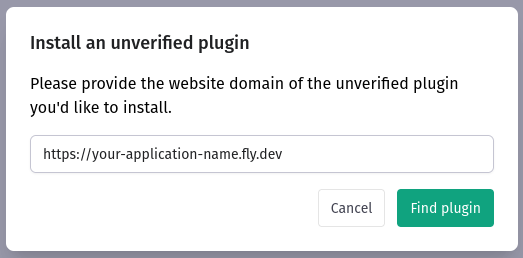 Install an unverified plugin
Please provide the website domain of the unverified plugin
you'd like to install.
https://your-application-name.fly.dev
Cancel
Find plugin